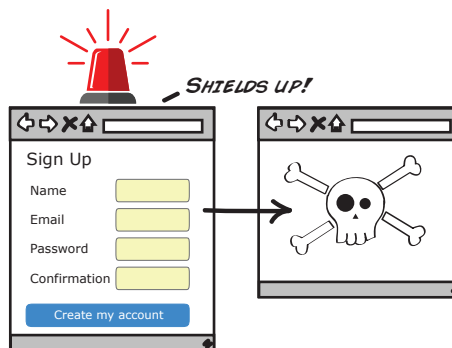 SHIELDS UP!
Sign Up
Name
Email
Password
Confirmation
Create my account